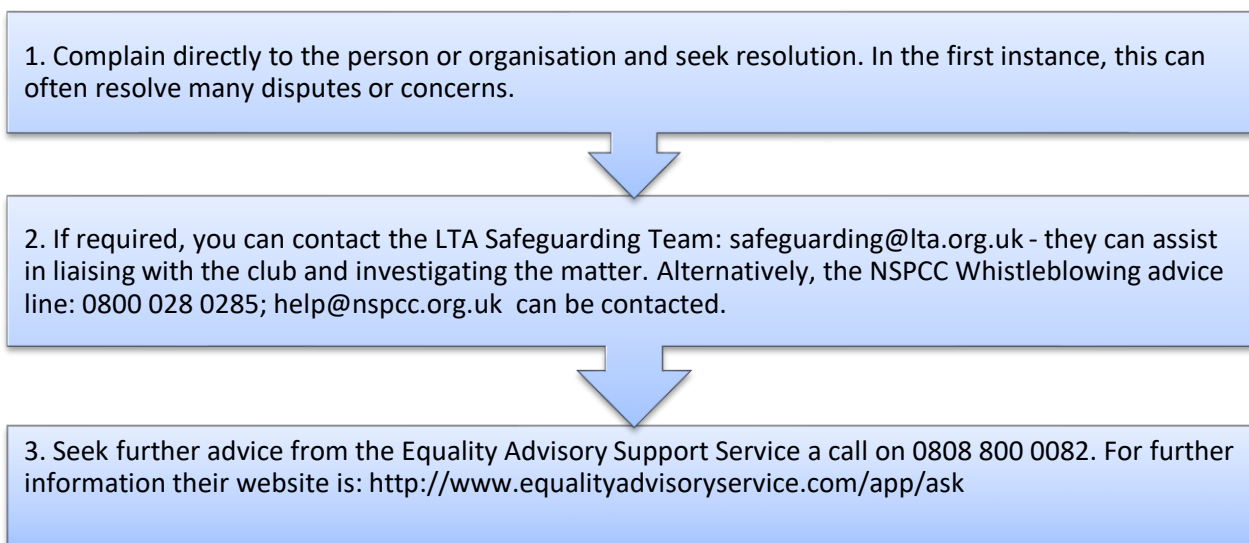 1. Complain directly to the person or organisation and seek resolution. In the first instance, this can
often resolve many disputes or concerns.
2. If required, you can contact the LTA Safeguarding Team: safeguarding@lta.org.uk - they can assist
in liaising with the club and investigating the matter. Alternatively, the NSPCC Whistleblowing advice
line: 0800 028 0285; help@nspcc.org.uk can be contacted.
3. Seek further advice from the Equality Advisory Support Service a call on 0808 800 0082. For further
information their website is: http://www.equalityadvisoryservice.com/app/ask